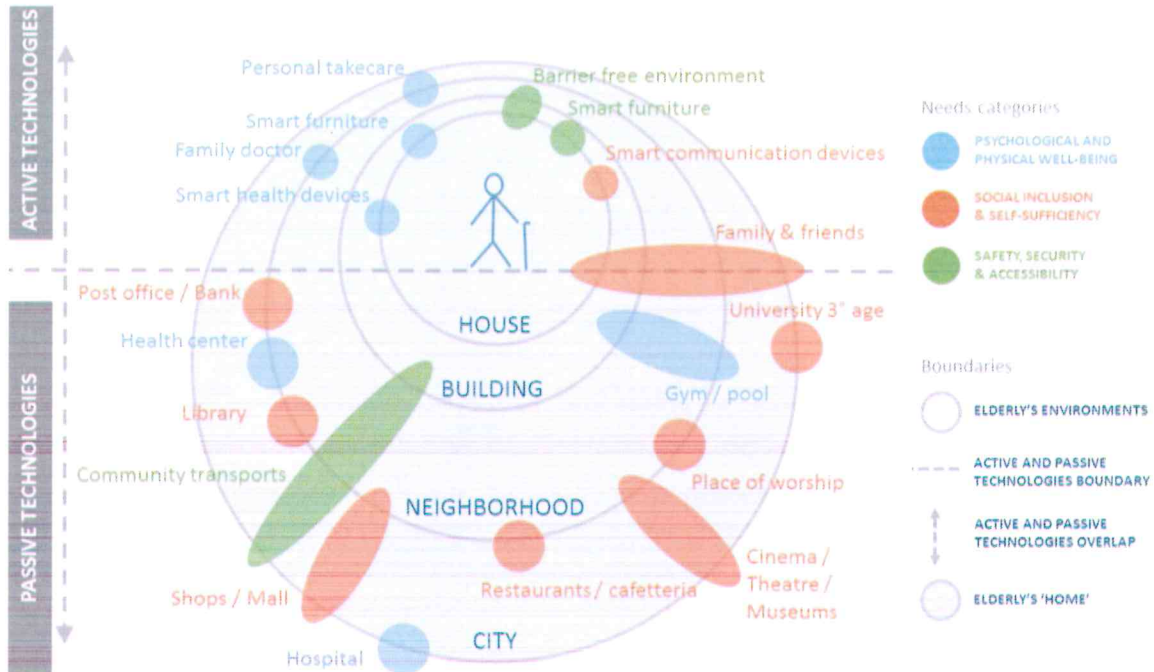 ACTIVE TECHNOLOGIES
PASSIVE TECHNOLOGIES
Personal takecare
Barrier free environment
Smart furniture
Smart furniture
Family doctor
Smart communication devices
Smart health devices
Family & friends
Post office / Bank
University 3° age
HOUSE
Health center
BUILDING
Gym / pool
Library
Community transports
Place of worship
NEIGHBORHOOD
Cinema /
Theatre /
Museums
Restaurants / cafetteria
Shops / Mall
CITY
Hospital
Needs categories
PSYCHOLOGICAL AND
PHYSICAL WELL-BEING
SOCIAL INCLUSION
& SELF-SUFFICIENCY
SAFETY, SECURITY
& ACCESSIBILITY
Boundaries
ELDERLY'S ENVIRONMENTS
ACTIVE AND PASSIVE
TECHNOLOGIES BOUNDARY
ACTIVE AND PASSIVE
TECHNOLOGIES OVERLAP
ELDERLY'S 'HOME'